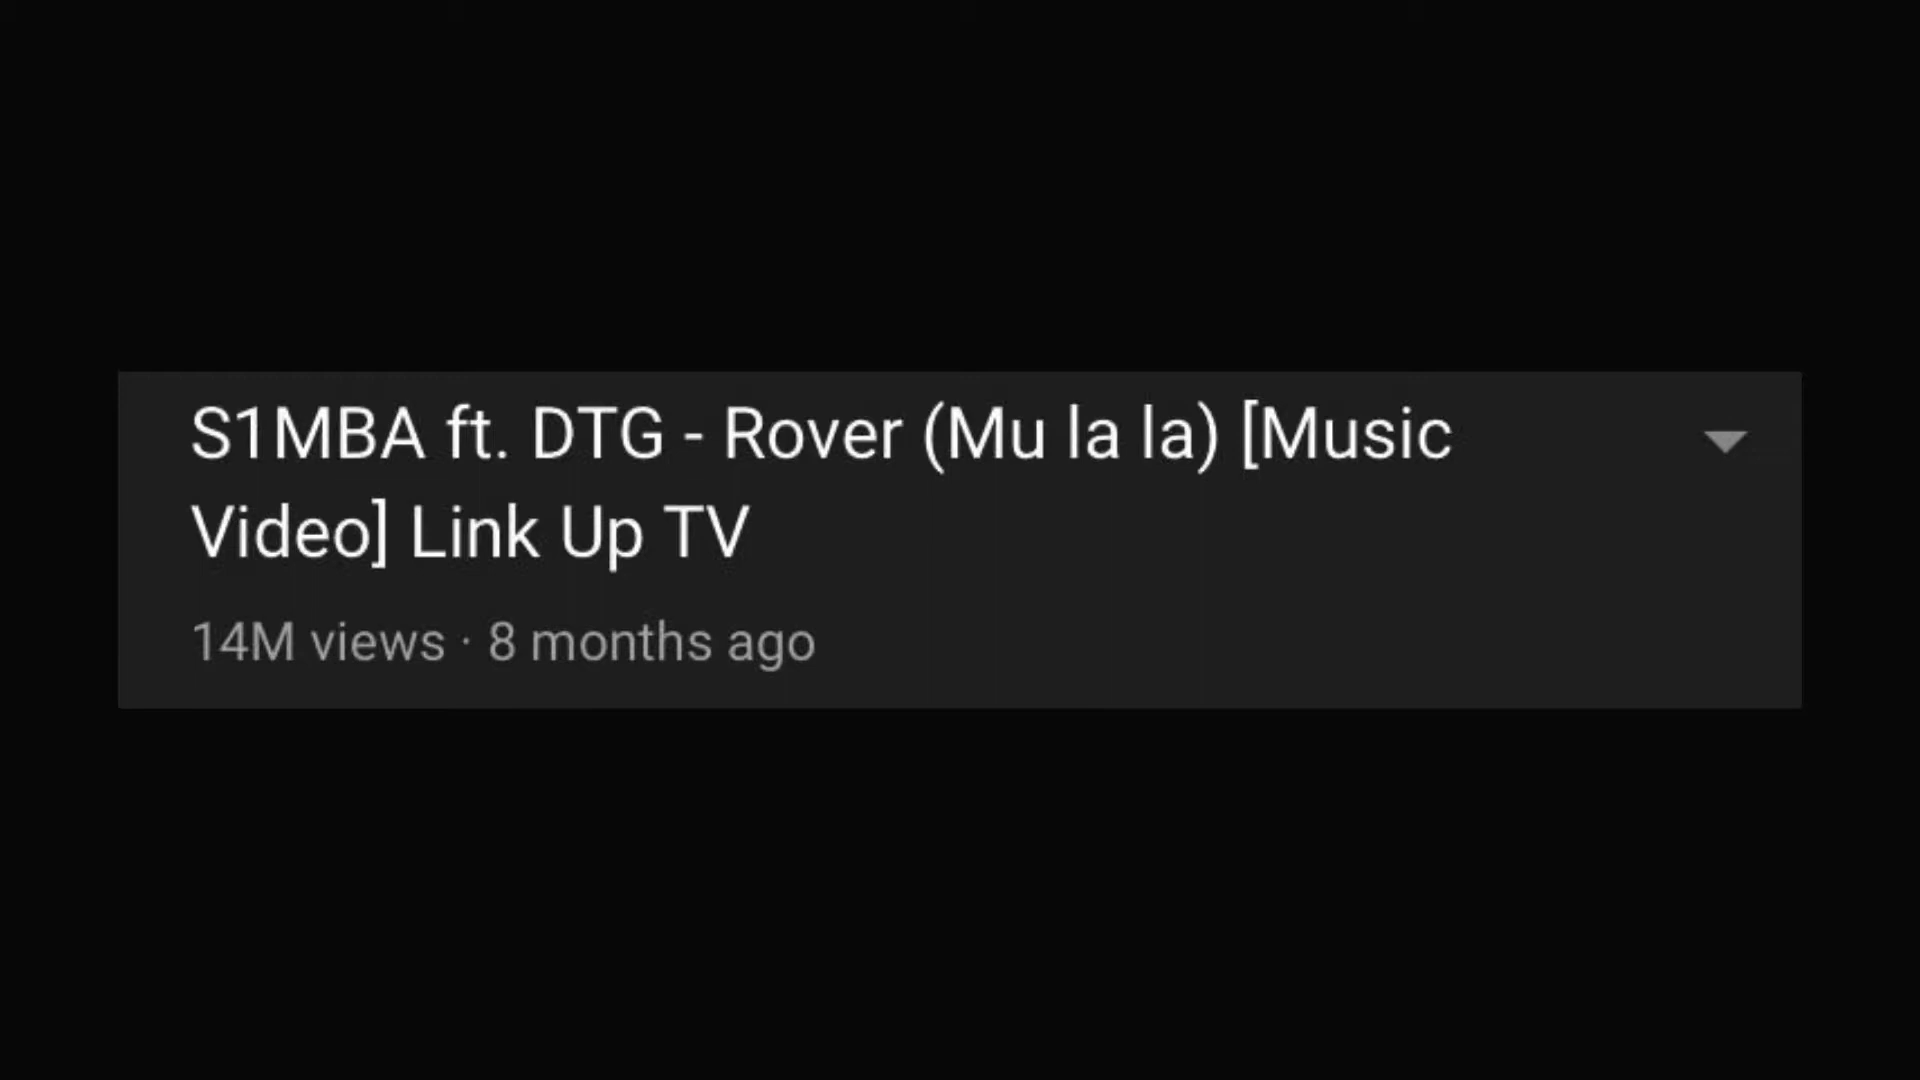 S1MBA ft. DTG - Rover (Mu la la) [Music
Video] Link Up TV
14M views · 8 months ago